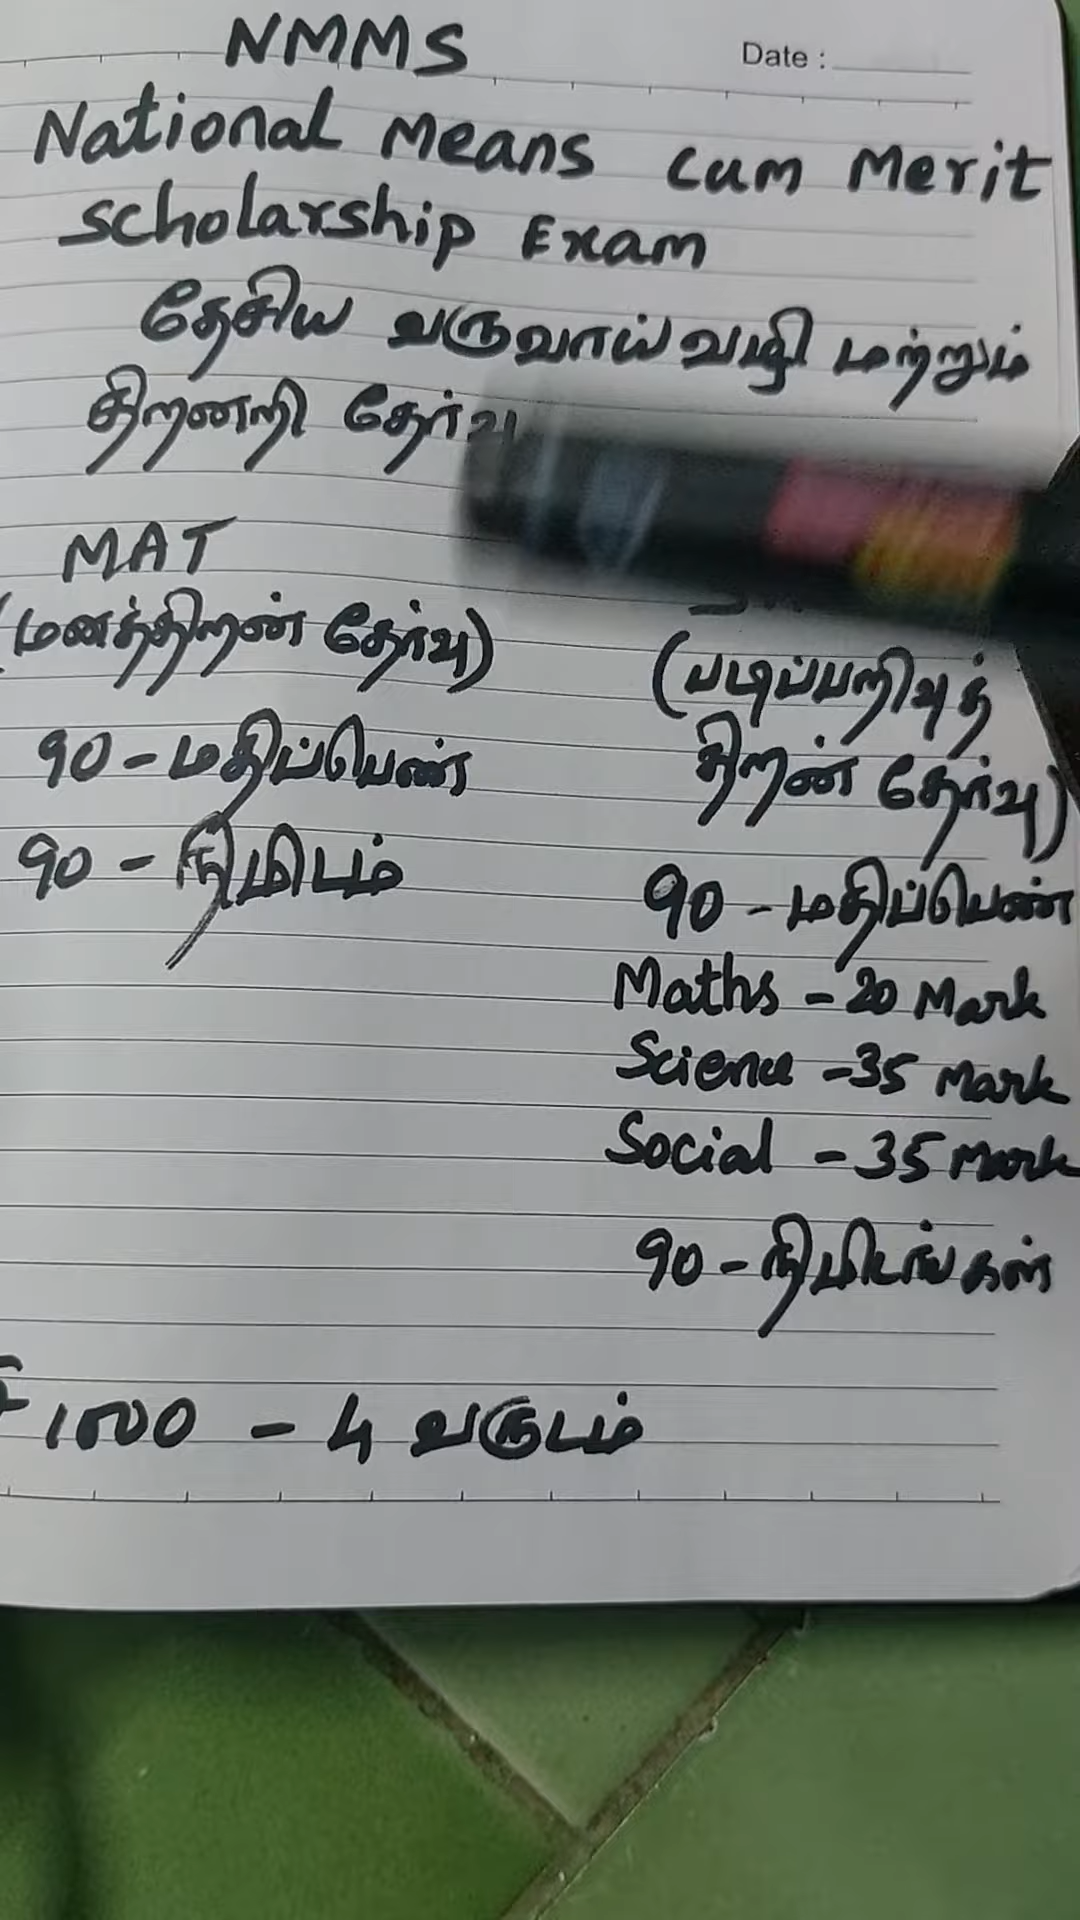 NMMS
Date :
National Means Cum Merit
Scholarship Exam
தேசிய வருவாய் வழி மற்றும்
திறனறி தேர்வு
MAT
(மனத்திறன் தேர்வு)
90 - மதிப்பெண்
90 - நிமிடம்
(படிப்பறிவுத்
திறன் தேர்வு)
90 - மதிப்பெண்
Maths - 20 Mark
Science - 35 Mark
Social - 35 Mark
90 - நிமிடங்கள்
1000 - 4 வருடம்